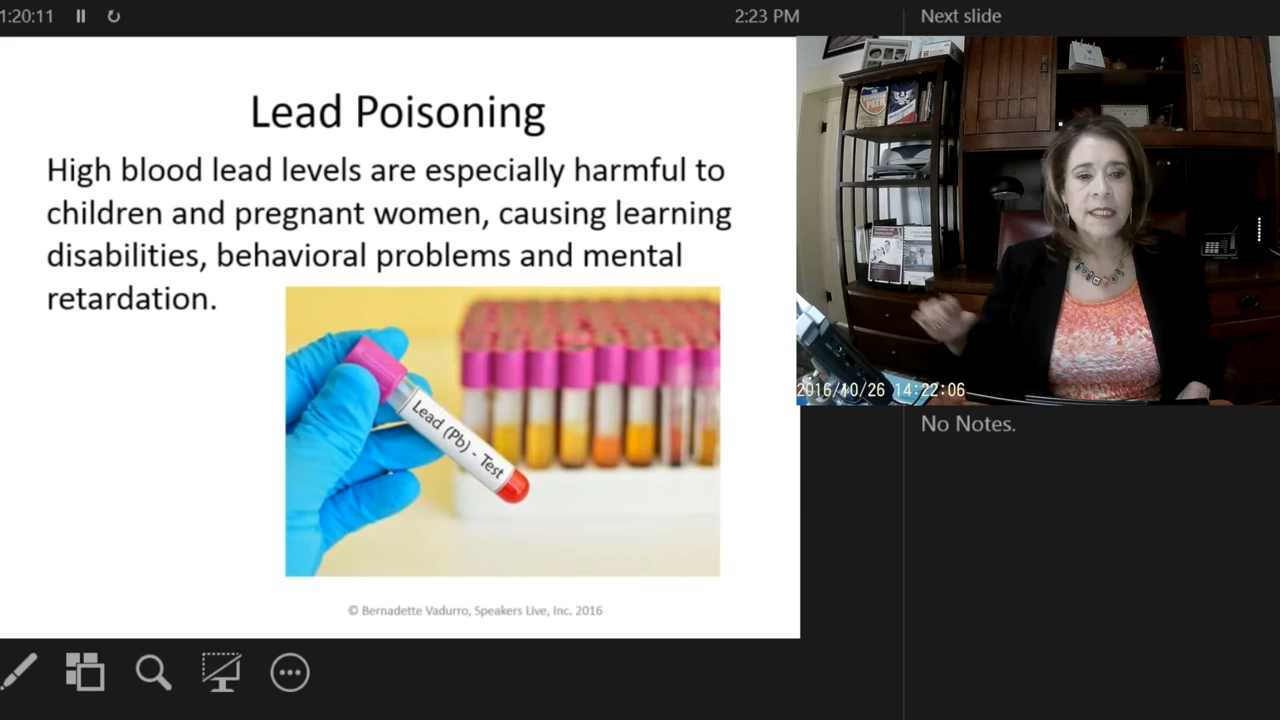 1:20:11
2:23 PM
Next slide
Lead Poisoning
High blood lead levels are especially harmful to
children and pregnant women, causing learning
disabilities, behavioral problems and mental
retardation.
Lead (Pb) - Test
© Bernadette Vadurro, Speakers Live, Inc. 2016
2016/10/26 14:22:06
No Notes.